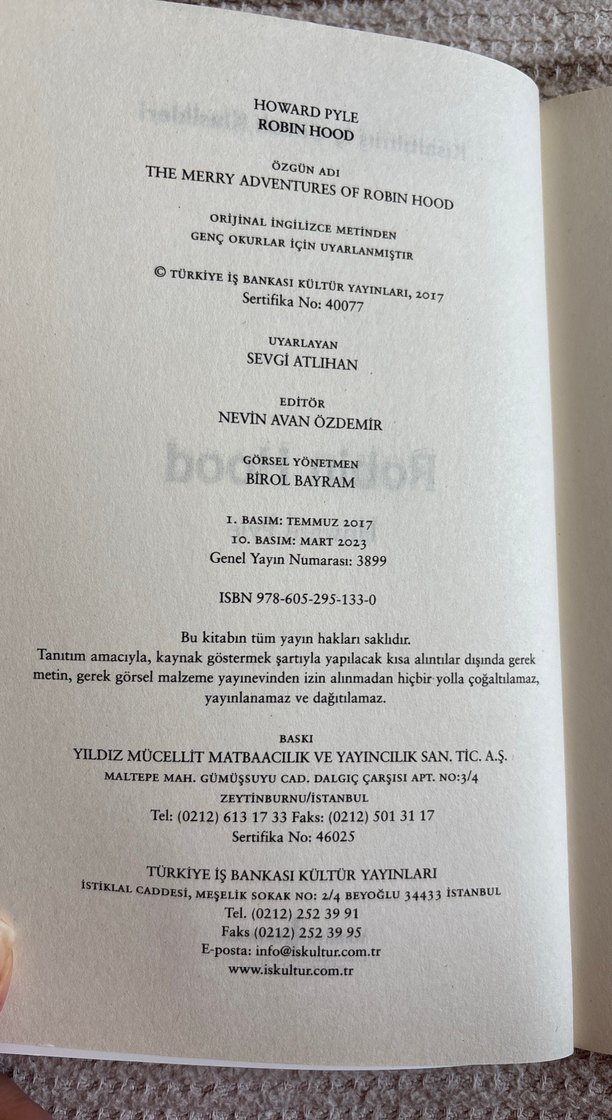 HOWARD PYLE
ROBIN HOOD
ÖZGÜN ADI
THE MERRY ADVENTURES OF ROBIN HOOD
ORİJİNAL İNGİLİZCE METİNDEN
GENÇ OKURLAR İÇİN UYARLANMIŞTIR
© TÜRKİYE İŞ BANKASI KÜLTÜR YAYINLARI, 2017
Sertifika No: 40077
UYARLAYAN
SEVGİ ATLIHAN
EDİTÖR
NEVİN AVAN ÖZDEMİR
GÖRSEL YÖNETMEN
BİROL BAYRAM
1. BASIM: TEMMUZ 2017
10. BASIM: MART 2023
Genel Yayın Numarası: 3899
ISBN 978-605-295-133-0
Bu kitabın tüm yayın hakları saklıdır.
Tanıtım amacıyla, kaynak göstermek şartıyla yapılacak kısa alıntılar dışında gerek
metin, gerek görsel malzeme yayınevinden izin alınmadan hiçbir yolla çoğaltılamaz,
yayınlanamaz ve dağıtılamaz.
BASKI
YILDIZ MÜCELLİT MATBAACILIK VE YAYINCILIK SAN. TİC. A.Ş.
MALTEPE MAH. GÜMÜŞSUYU CAD. DALGIÇ ÇARŞISI APT. NO:3/4
ZEYTİNBURNU/İSTANBUL
Tel: (0212) 613 17 33 Faks: (0212) 501 31 17
Sertifika No: 46025
TÜRKİYE İŞ BANKASI KÜLTÜR YAYINLARI
İSTİKLAL CADDESİ, MEŞELİK SOKAK NO: 2/4 BEYOĞLU 34433 İSTANBUL
Tel. (0212) 252 39 91
Faks (0212) 252 39 95
E-posta: info@iskultur.com.tr
www.iskultur.com.tr